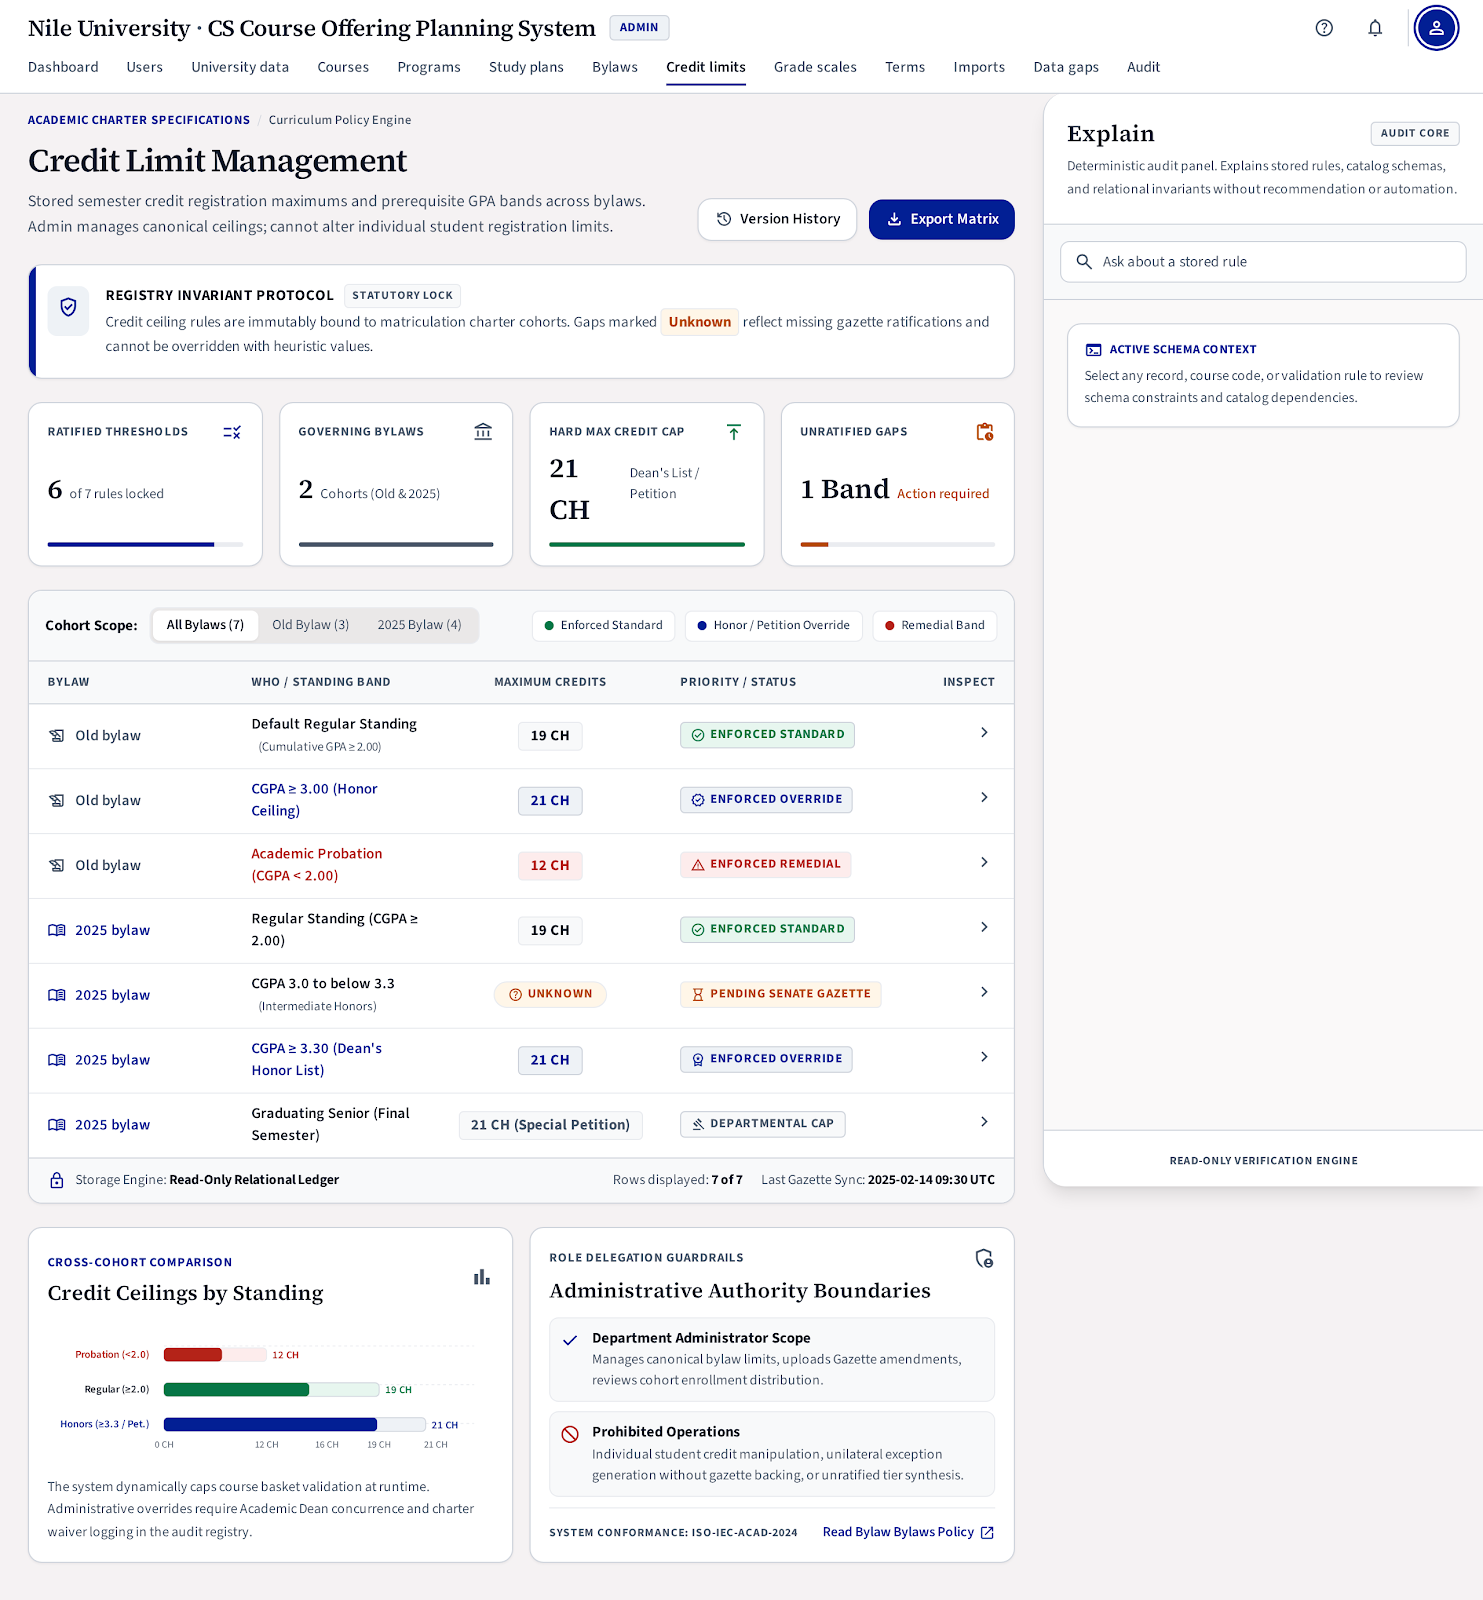 Nile University · CS Course Offering Planning System ADMIN
Dashboard Users University data Courses Programs Study plans Bylaws Credit limits Grade scales Terms Imports Data gaps Audit
ACADEMIC CHARTER SPECIFICATIONS / Curriculum Policy Engine
Credit Limit Management
Stored semester credit registration maximums and prerequisite GPA bands across bylaws.
Admin manages canonical ceilings; cannot alter individual student registration limits.
Version History Export Matrix
REGISTRY INVARIANT PROTOCOL STATUTORY LOCK
Credit ceiling rules are immutably bound to matriculation charter cohorts. Gaps marked Unknown reflect missing gazette ratifications and
cannot be overridden with heuristic values.
RATIFIED THRESHOLDS
6 of 7 rules locked
GOVERNING BYLAWS
2 Cohorts (Old & 2025)
HARD MAX CREDIT CAP
21
CH
Dean's List /
Petition
UNRATIFIED GAPS
1 Band Action required
Cohort Scope: All Bylaws (7) Old Bylaw (3) 2025 Bylaw (4) Enforced Standard Honor / Petition Override Remedial Band
BYLAW WHO / STANDING BAND MAXIMUM CREDITS PRIORITY / STATUS INSPECT
Old bylaw
Default Regular Standing
(Cumulative GPA ≥ 2.00)
19 CH
ENFORCED STANDARD
Old bylaw
CGPA ≥ 3.00 (Honor
Ceiling)
21 CH
ENFORCED OVERRIDE
Old bylaw
Academic Probation
(CGPA < 2.00)
12 CH
ENFORCED REMEDIAL
2025 bylaw
Regular Standing (CGPA ≥
2.00)
19 CH
ENFORCED STANDARD
2025 bylaw
CGPA 3.0 to below 3.3
(Intermediate Honors)
UNKNOWN
PENDING SENATE GAZETTE
2025 bylaw
CGPA ≥ 3.30 (Dean's
Honor List)
21 CH
ENFORCED OVERRIDE
2025 bylaw
Graduating Senior (Final
Semester)
21 CH (Special Petition)
DEPARTMENTAL CAP
Storage Engine: Read-Only Relational Ledger Rows displayed: 7 of 7 Last Gazette Sync: 2025-02-14 09:30 UTC
CROSS-COHORT COMPARISON
Credit Ceilings by Standing
Probation (<2.0) 12 CH
Regular (≥2.0) 19 CH
Honors (≥3.3 / Pet.) 21 CH
0 CH 12 CH 16 CH 19 CH 21 CH
The system dynamically caps course basket validation at runtime.
Administrative overrides require Academic Dean concurrence and charter
waiver logging in the audit registry.
ROLE DELEGATION GUARDRAILS
Administrative Authority Boundaries
Department Administrator Scope
Manages canonical bylaw limits, uploads Gazette amendments,
reviews cohort enrollment distribution.
Prohibited Operations
Individual student credit manipulation, unilateral exception
generation without gazette backing, or unratified tier synthesis.
SYSTEM CONFORMANCE: ISO-IEC-ACAD-2024 Read Bylaw Bylaws Policy
Explain AUDIT CORE
Deterministic audit panel. Explains stored rules, catalog schemas,
and relational invariants without recommendation or automation.
Ask about a stored rule
ACTIVE SCHEMA CONTEXT
Select any record, course code, or validation rule to review
schema constraints and catalog dependencies.
READ-ONLY VERIFICATION ENGINE